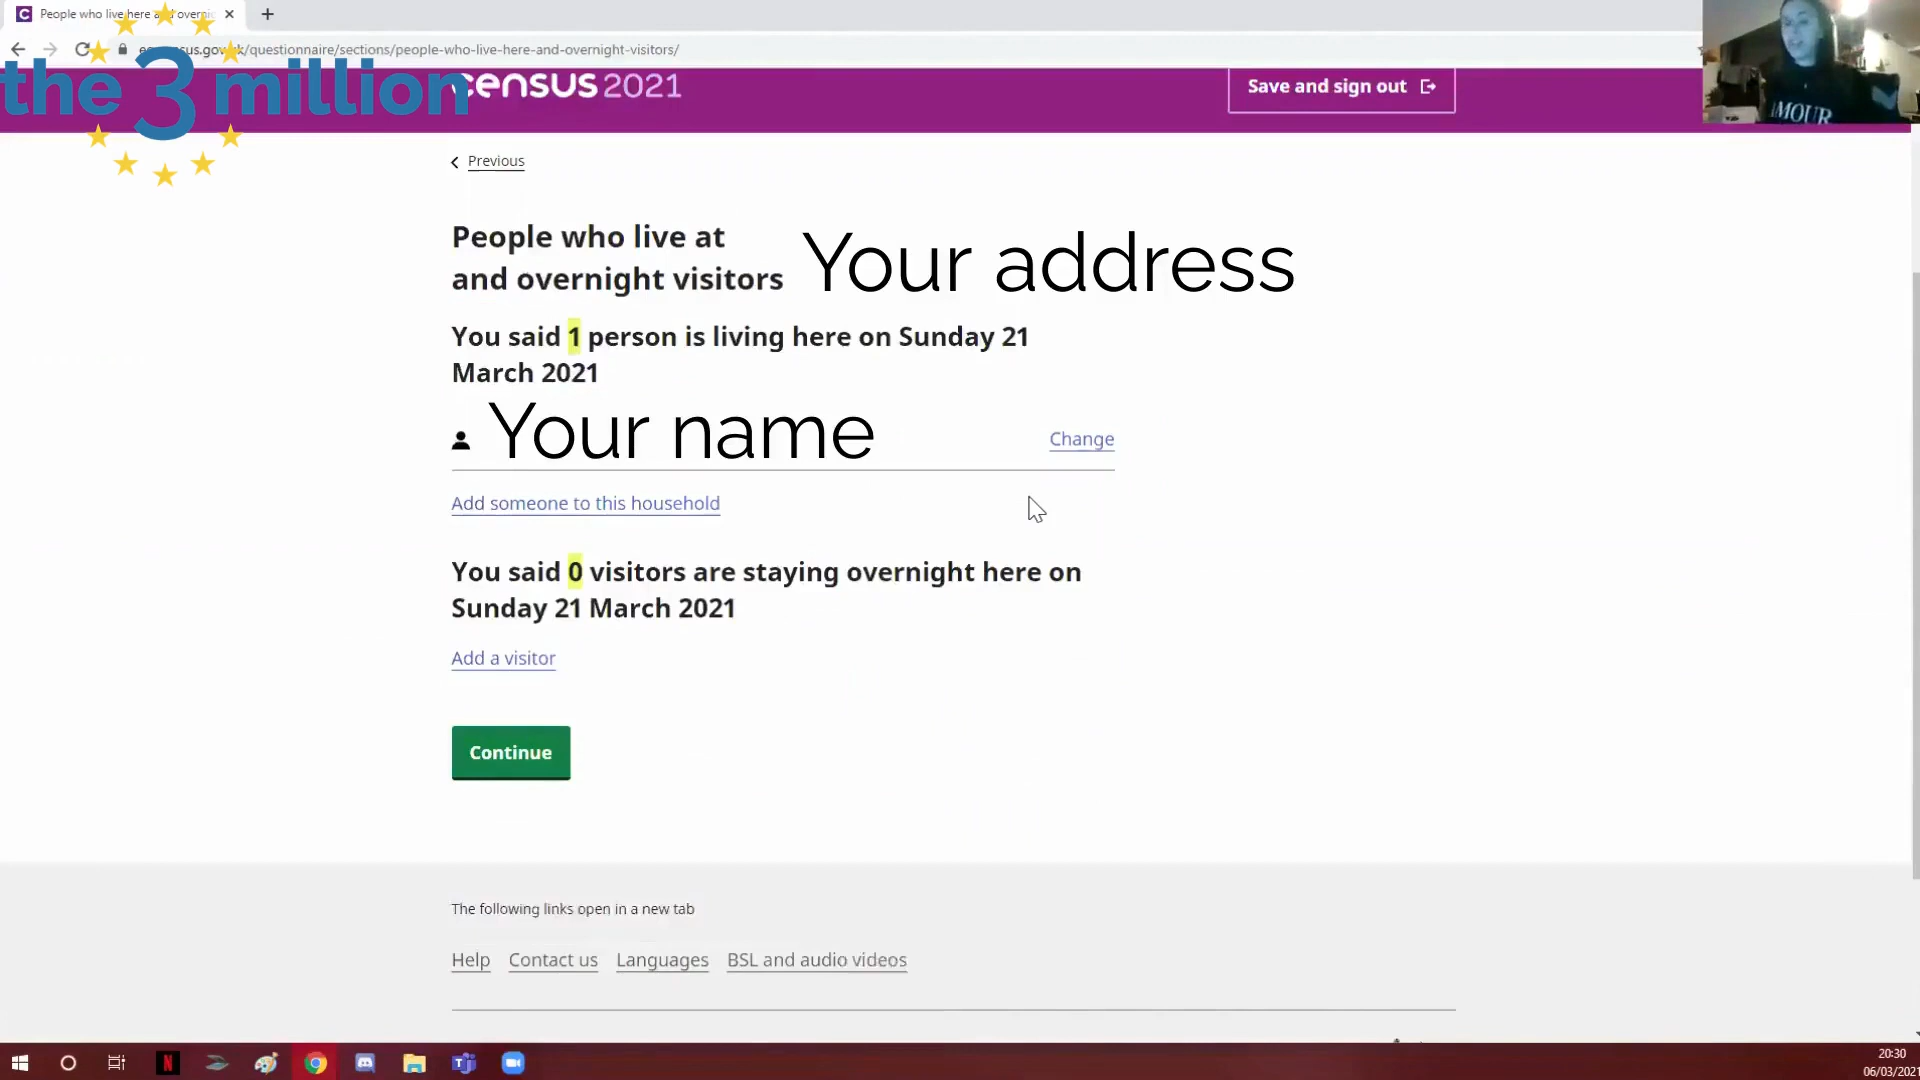 People who live here and overni
questionnaire/sections/people-who-live-here-and-overnight-visitors/
the 3 million
census 2021
Save and sign out
AMOUR
Previous
People who live at
and overnight visitors
Your address
You said 1 person is living here on Sunday 21
March 2021
Your name
Change
Add someone to this household
You said 0 visitors are staying overnight here on
Sunday 21 March 2021
Add a visitor
Continue
The following links open in a new tab
Help Contact us Languages BSL and audio videos
20:30
06/03/2021